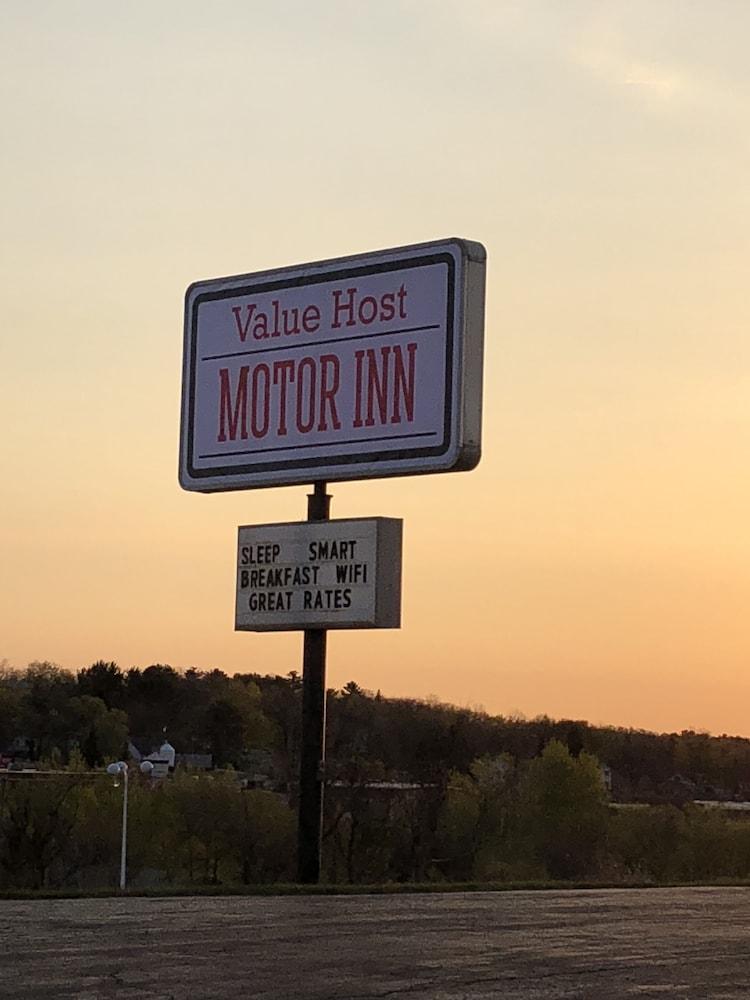 Value Host
MOTOR INN
SLEEP SMART
BREAKFAST WIFI
GREAT RATES